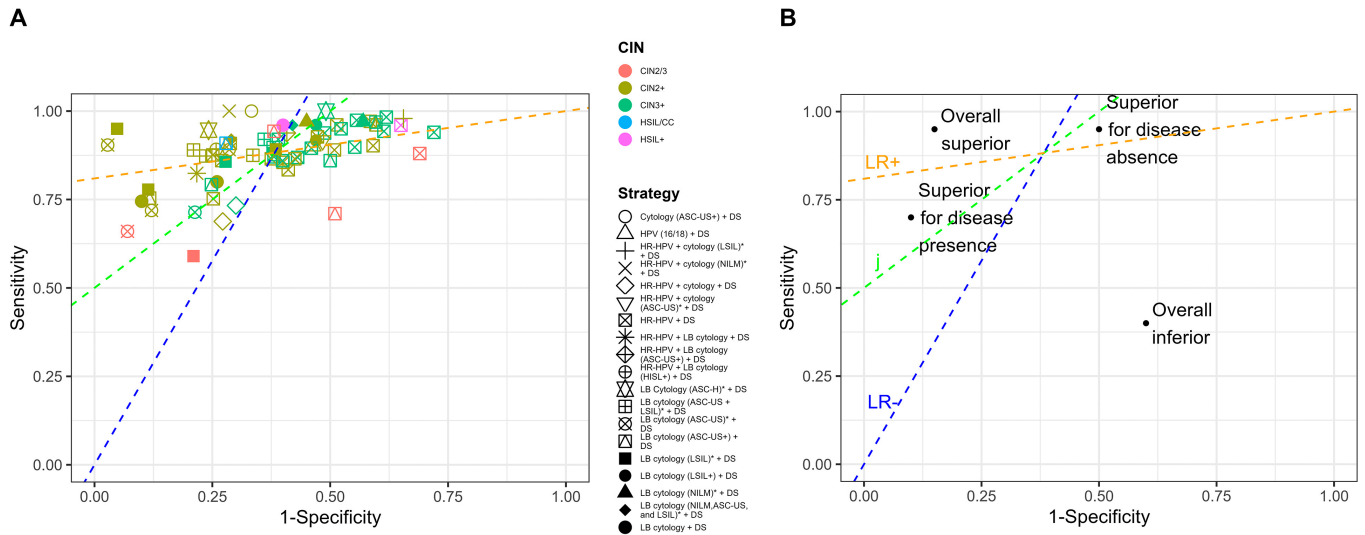 A
B
1.00
0.75
0.50
0.25
0.00
Sensitivity
0.00
0.25
0.50
0.75
1.00
1-Specificity
CIN
CIN2/3
CIN2+
CIN3+
HSIL/CC
HSIL+
Strategy
Cytology (ASC-US+) + DS
HPV (16/18) + DS
HR-HPV + cytology (LSIL)*
+ DS
HR-HPV + cytology (NILM)*
+ DS
HR-HPV + cytology + DS
HR-HPV + cytology
(ASC-US)* + DS
HR-HPV + DS
HR-HPV + LB cytology + DS
HR-HPV + LB cytology
(ASC-US+) + DS
HR-HPV + LB cytology
(HISL+) + DS
LB Cytology (ASC-H)* + DS
LB cytology (ASC-US +
LSIL)* + DS
LB cytology (ASC-US)* +
DS
LB cytology (ASC-US+) +
DS
LB cytology (LSIL)* + DS
LB cytology (LSIL+) + DS
LB cytology (NILM)* + DS
LB cytology (NILM,ASC-US,
and LSIL)* + DS
LB cytology + DS
1.00
0.75
0.50
0.25
0.00
Sensitivity
Overall
superior
Superior
for disease
absence
LR+
Superior
for disease
presence
j
Overall
inferior
LR-
0.00
0.25
0.50
0.75
1.00
1-Specificity